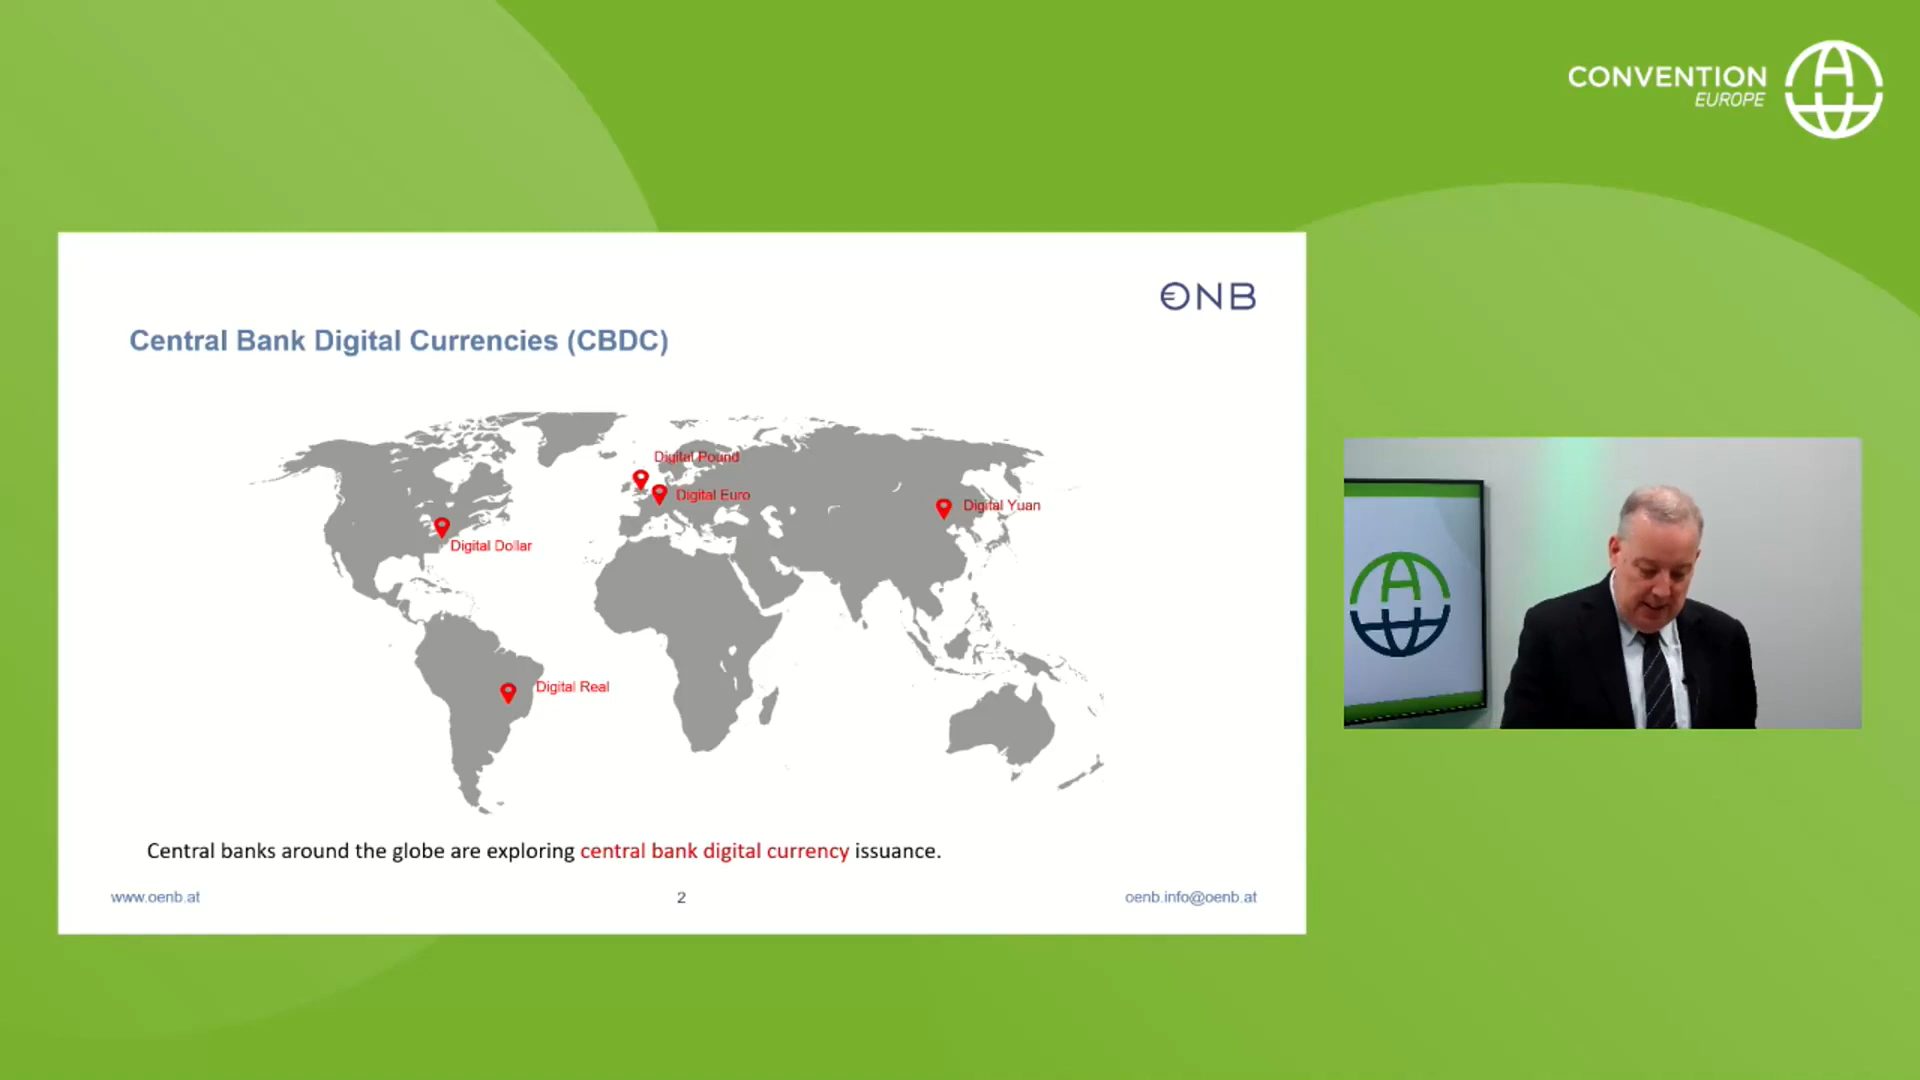 CONVENTION
EUROPE
ONB
Central Bank Digital Currencies (CBDC)
Digital Pound
Digital Euro
Digital Yuan
Digital Dollar
Digital Real
Central banks around the globe are exploring central bank digital currency issuance.
www.oenb.at
2
oenb.info@oenb.at